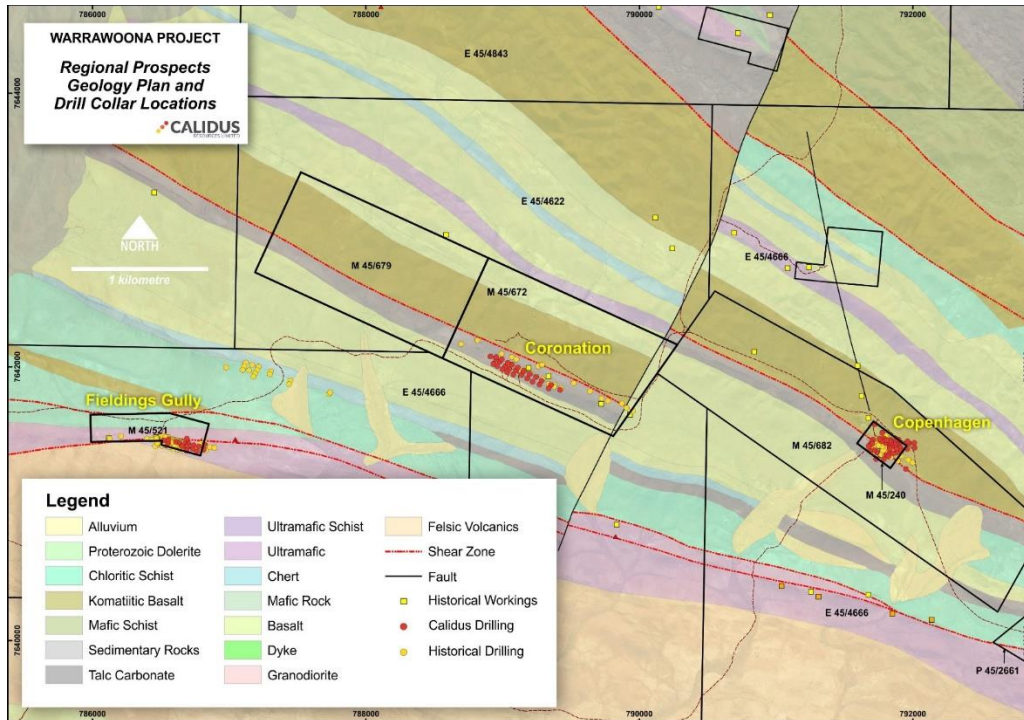 786000
788000
790000
792000
WARRAWOONA PROJECT
Regional Prospects
Geology Plan and
Drill Collar Locations
CALIDUS
RESOURCES LIMITED
7644000
E 45/4843
E 45/4622
NORTH
1 kilometre
M 45/679
M 45/672
E 45/4666
7642000
Coronation
E 45/4666
Fieldings Gully
M 45/521
Copenhagen
M 45/682
M 45/240
Legend
Alluvium
Proterozoic Dolerite
Chloritic Schist
Komatiitic Basalt
Mafic Schist
Sedimentary Rocks
Talc Carbonate
Ultramafic Schist
Ultramafic
Chert
Mafic Rock
Basalt
Dyke
Granodiorite
Felsic Volcanics
Shear Zone
Fault
Historical Workings
Calidus Drilling
Historical Drilling
E 45/4666
7640000
7640000
P 45/2661
786000
788000
790000
792000